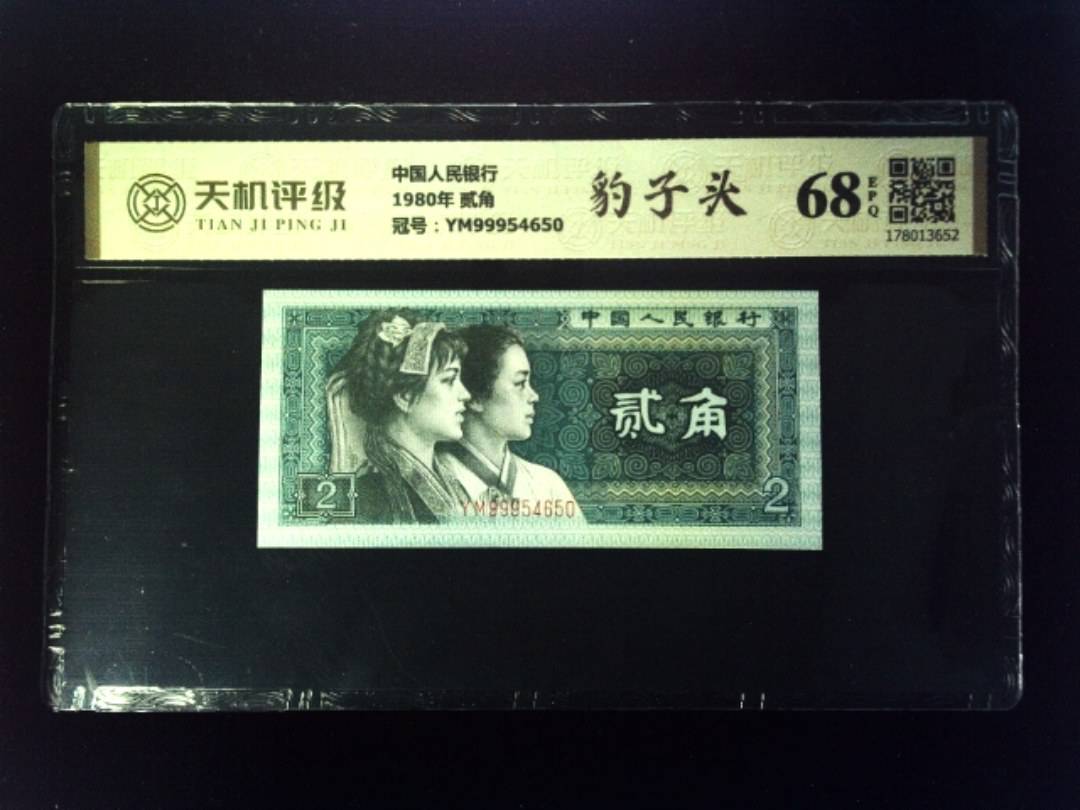 天机评级
TIAN JI PING JI
中国人民银行
1980年 贰角
冠号：YM99954650
豹子头
68
EPQ
178013652
中国人民银行
贰角
2
YM99954650
2